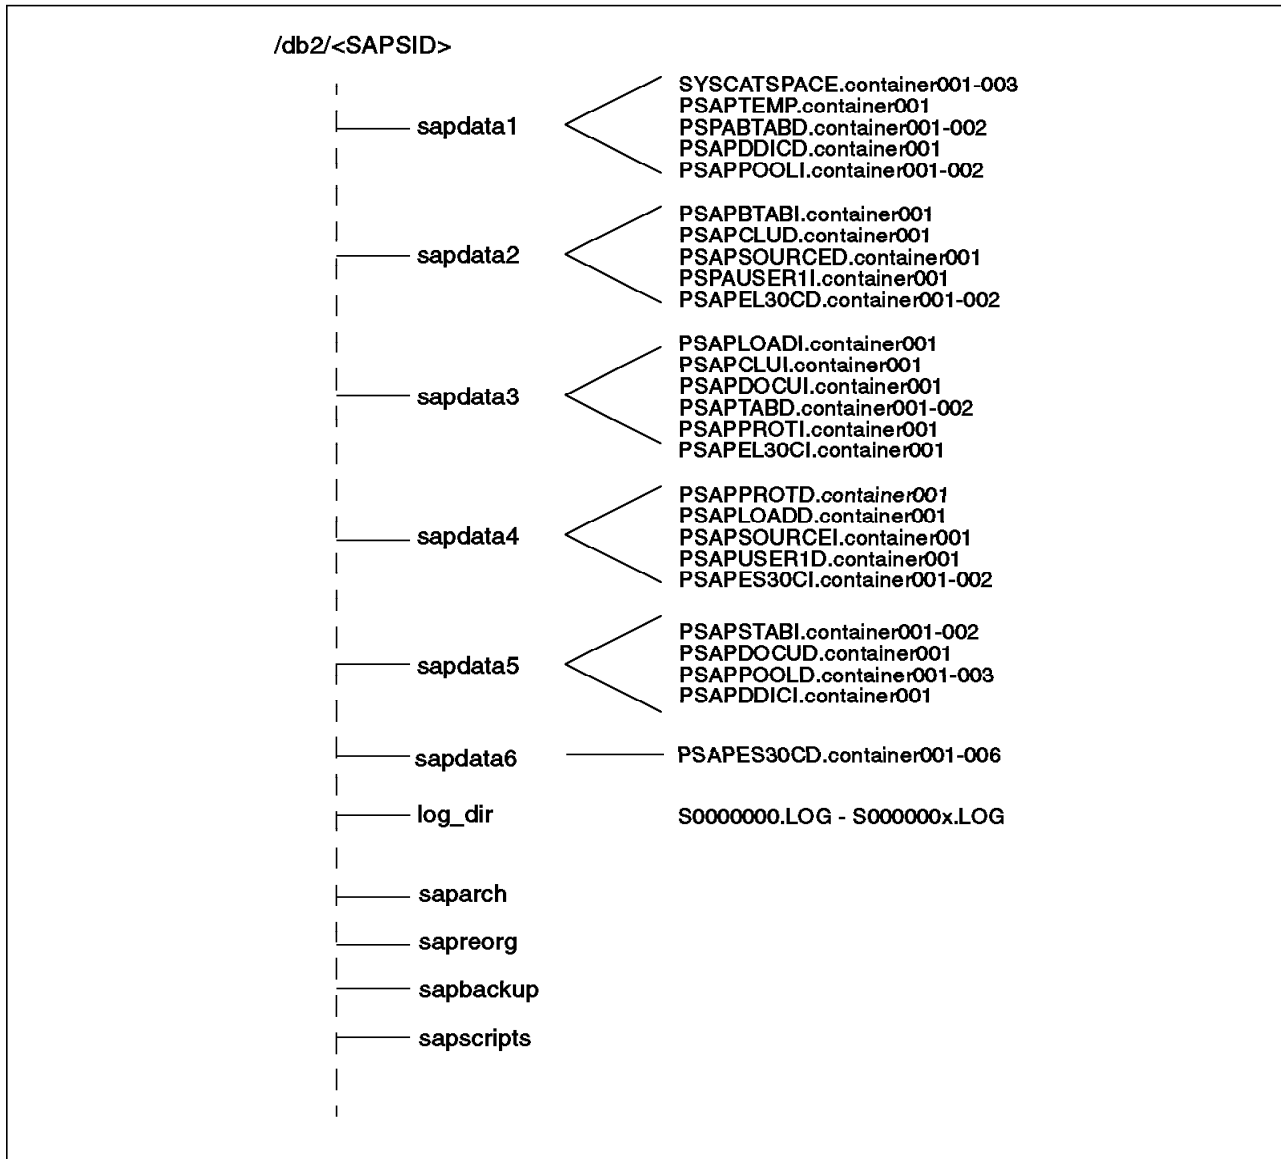 /db2/<SAPSID>
sapdata1
SYSCATSPACE.container001-003
PSAPTEMP.container001
PSPABTABD.container001-002
PSAPDDICD.container001
PSAPPOOLI.container001-002
sapdata2
PSAPBTABI.container001
PSAPCLUD.container001
PSAPSOURCED.container001
PSPAUSER1I.container001
PSAPEL30CD.container001-002
sapdata3
PSAPLOADI.container001
PSAPCLUI.container001
PSAPDOCUI.container001
PSAPTABD.container001-002
PSAPPROTI.container001
PSAPEL30CI.container001
sapdata4
PSAPPROTD.container001
PSAPLOADD.container001
PSAPSOURCEI.container001
PSAPUSER1D.container001
PSAPES30CI.container001-002
sapdata5
PSAPSTABI.container001-002
PSAPDOCUD.container001
PSAPPOOLD.container001-003
PSAPDDICI.container001
sapdata6
PSAPES30CD.container001-006
log_dir
S0000000.LOG - S000000x.LOG
saparch
sapreorg
sapbackup
sapscripts